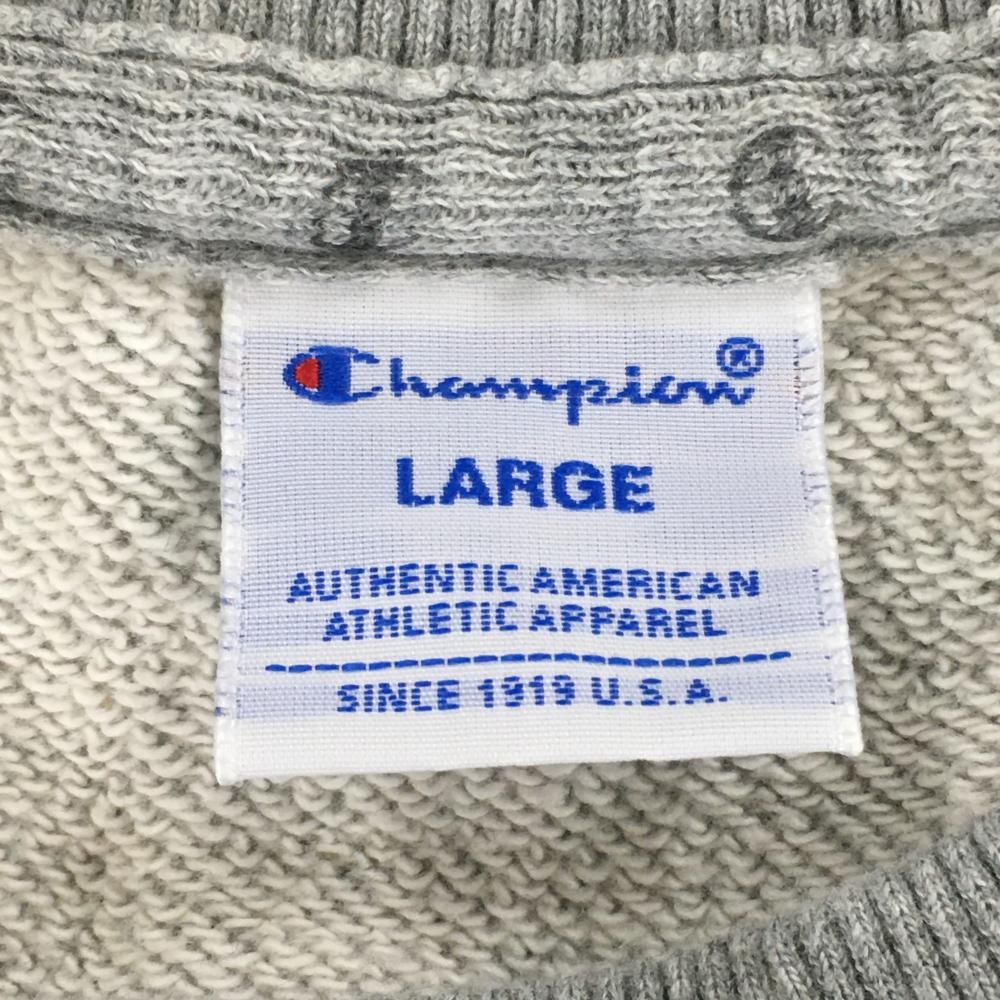 Champion®
LARGE
AUTHENTIC AMERICAN
ATHLETIC APPAREL
SINCE 1919 U.S.A.